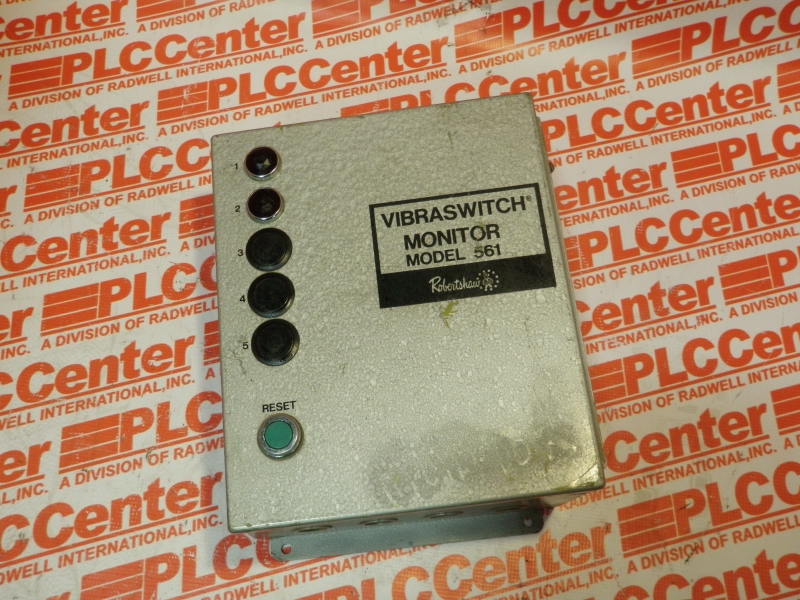 PLCCenter
A DIVISION OF RADWELL INTERNATIONAL, INC.
1
2
3
4
5
RESET
VIBRASWITCH®
MONITOR
MODEL 561
Robertshaw